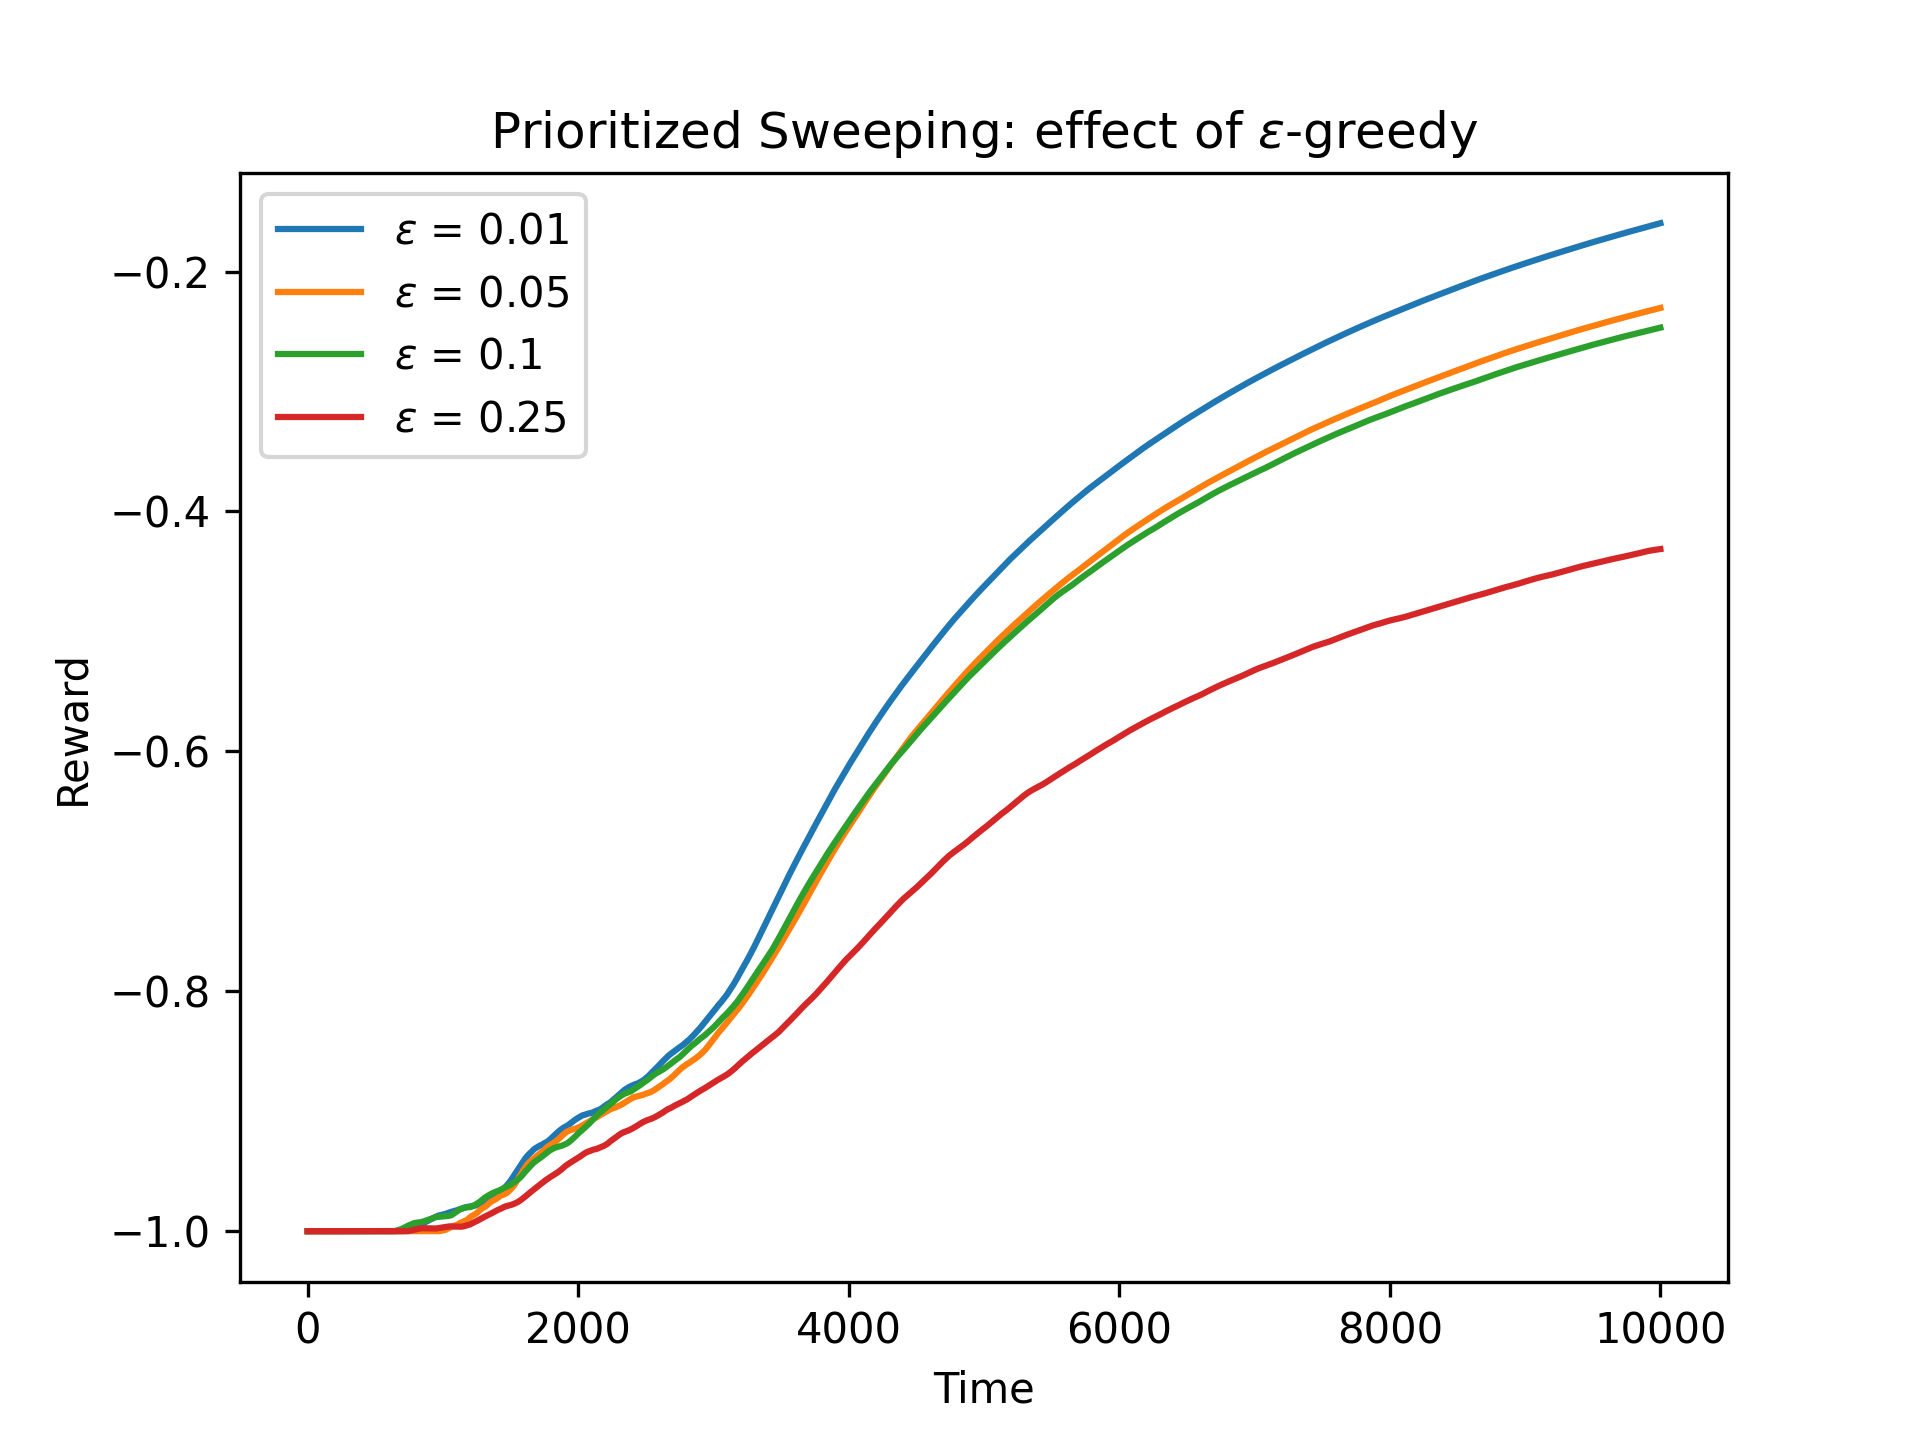 Prioritized Sweeping: effect of ε-greedy
ε = 0.01
ε = 0.05
ε = 0.1
ε = 0.25
−0.2
−0.4
−0.6
−0.8
−1.0
Reward
0 2000 4000 6000 8000 10000
Time